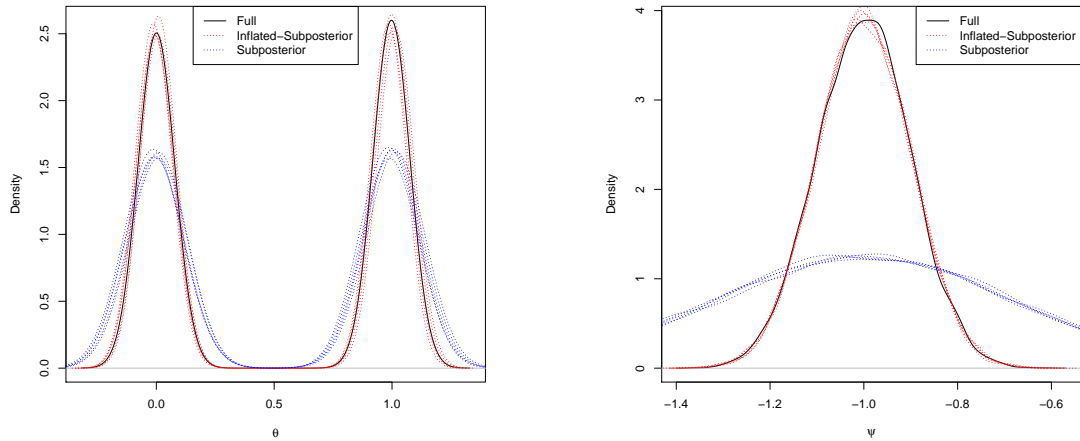 Full
Inflated−Subposterior
Subposterior
Density
0.0
0.5
1.0
1.5
2.0
2.5
0.0
0.5
1.0
θ
Full
Inflated−Subposterior
Subposterior
Density
0
1
2
3
4
−1.4
−1.2
−1.0
−0.8
−0.6
ψ